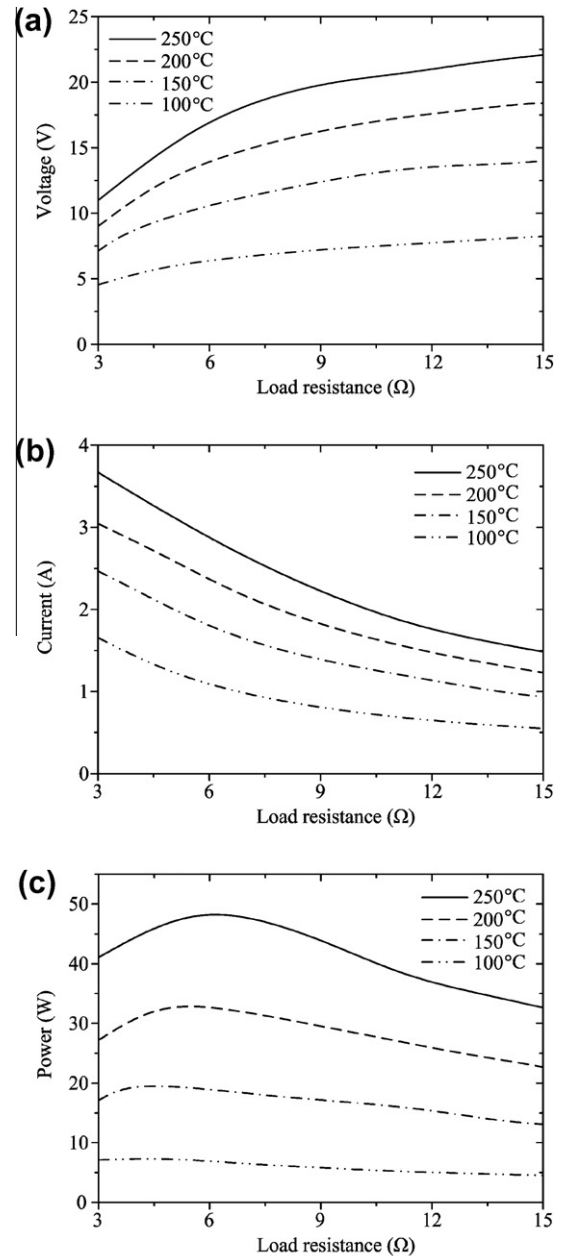 (a)
25
20
15
10
5
0
Voltage (V)
250°C
200°C
150°C
100°C
3 6 9 12 15
Load resistance (Ω)
(b)
4
3
2
1
0
Current (A)
250°C
200°C
150°C
100°C
3 6 9 12 15
Load resistance (Ω)
(c)
50
40
30
20
10
0
Power (W)
250°C
200°C
150°C
100°C
3 6 9 12 15
Load resistance (Ω)